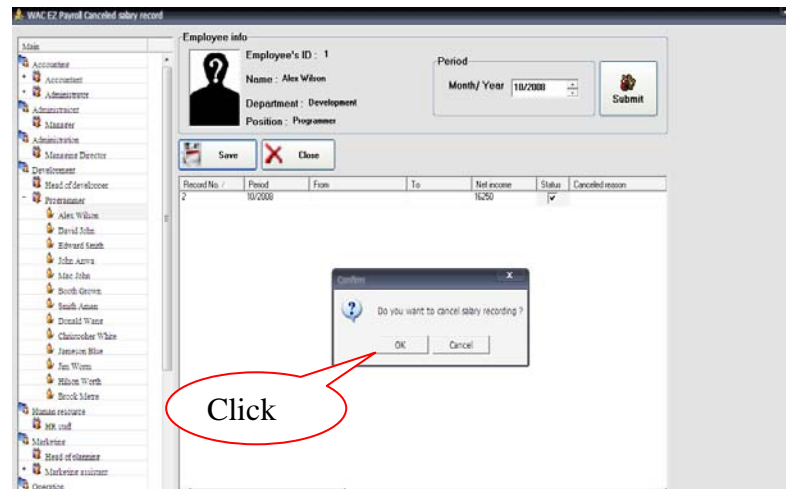 WAC EZ Payroll Canceled salary record
Main
Accounting
Accountant
Administrator
Manager
Administration
Managing Director
Development
Head of developer
Programmer
Alex Wilson
David John
Edward Smith
John Anwa
Mac John
Booth Grown
Smith Aman
Donald Wane
Christopher White
Jameson Blue
Jim Worm
Hilton Worth
Brook Metre
Human resource
HR staff
Marketing
Head of planning
Marketing assistant
Operation
Employee info
Employee's ID : 1
Name : Alex Wilson
Department : Development
Position : Programmer
Period
Month/ Year 10/2008
Submit
Save
Close
Record No. / Period From To Net income Status Canceled reason
2 10/2008 16250
Confirm
x
Do you want to cancel salary recording ?
OK Cancel
Click